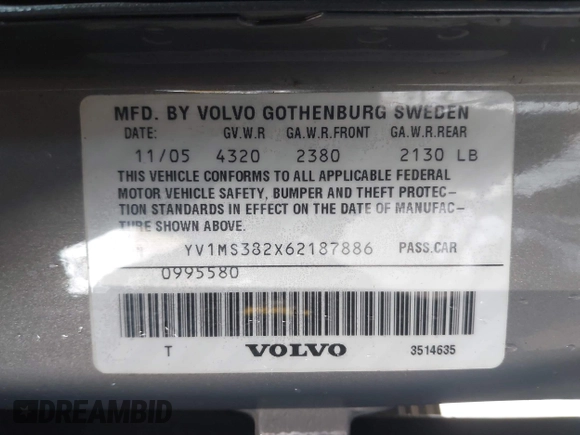 MFD. BY VOLVO GOTHENBURG SWEDEN
DATE: GV.W.R GA.W.R.FRONT GA.W.R.REAR
11/05 4320 2380 2130 LB
THIS VEHICLE CONFORMS TO ALL APPLICABLE FEDERAL
MOTOR VEHICLE SAFETY, BUMPER AND THEFT PROTEC-
TION STANDARDS IN EFFECT ON THE DATE OF MANUFAC-
TURE SHOWN ABOVE.
YV1MS382X62187886 PASS.CAR
0995580
T VOLVO 3514635
DREAMBID